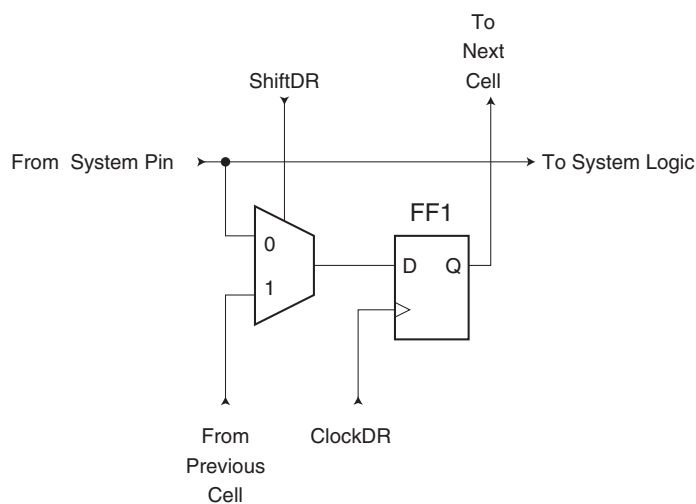 To
Next
Cell
ShiftDR
From System Pin
To System Logic
FF1
0
D Q
1
From
Previous
Cell
ClockDR